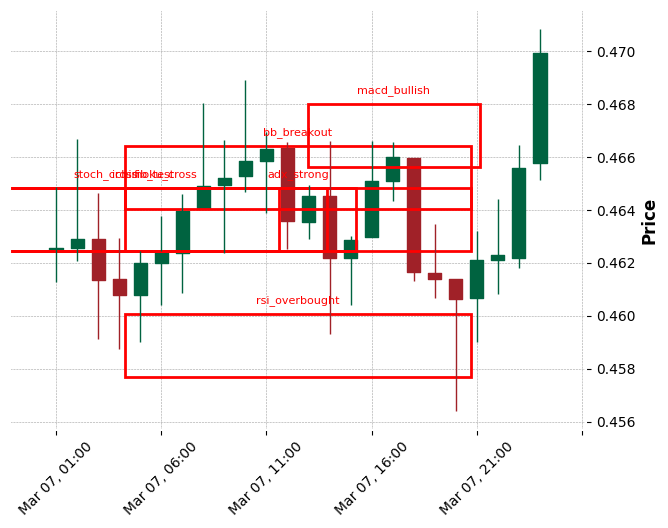 macd_bullish
bb_breakout
adx_strong
rsi_overbought
0.470
0.468
0.466
0.464
0.462
0.460
0.458
0.456
Price
Mar 07, 01:00
Mar 07, 06:00
Mar 07, 11:00
Mar 07, 16:00
Mar 07, 21:00